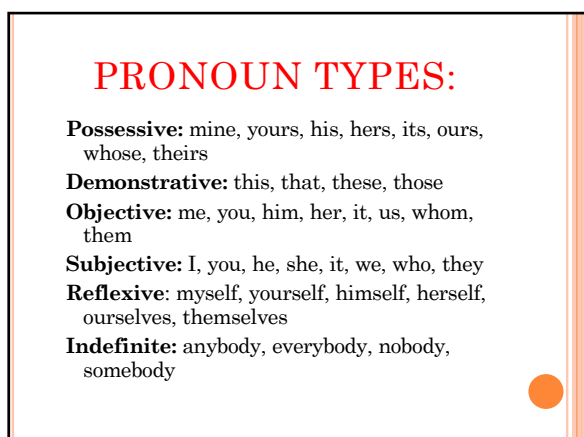 PRONOUN TYPES:
Possessive: mine, yours, his, hers, its, ours,
whose, theirs
Demonstrative: this, that, these, those
Objective: me, you, him, her, it, us, whom,
them
Subjective: I, you, he, she, it, we, who, they
Reflexive: myself, yourself, himself, herself,
ourselves, themselves
Indefinite: anybody, everybody, nobody,
somebody